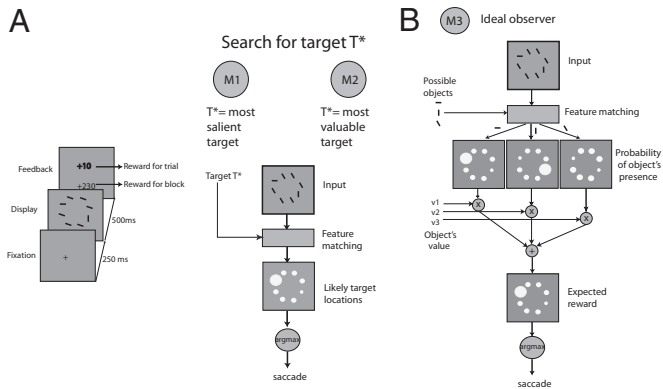 A
Search for target T*
M1
M2
T*= most
salient
target
T*= most
valuable
target
Feedback
+10
Reward for trial
+230
Reward for block
Display
500ms
Fixation
+
250 ms
Target T*
Input
Feature
matching
Likely target
locations
argmax
saccade
B
M3
Ideal observer
Input
Possible
objects
Feature matching
Probability
of object's
presence
v1
v2
v3
x
x
x
Object's
value
+
Expected
reward
argmax
saccade